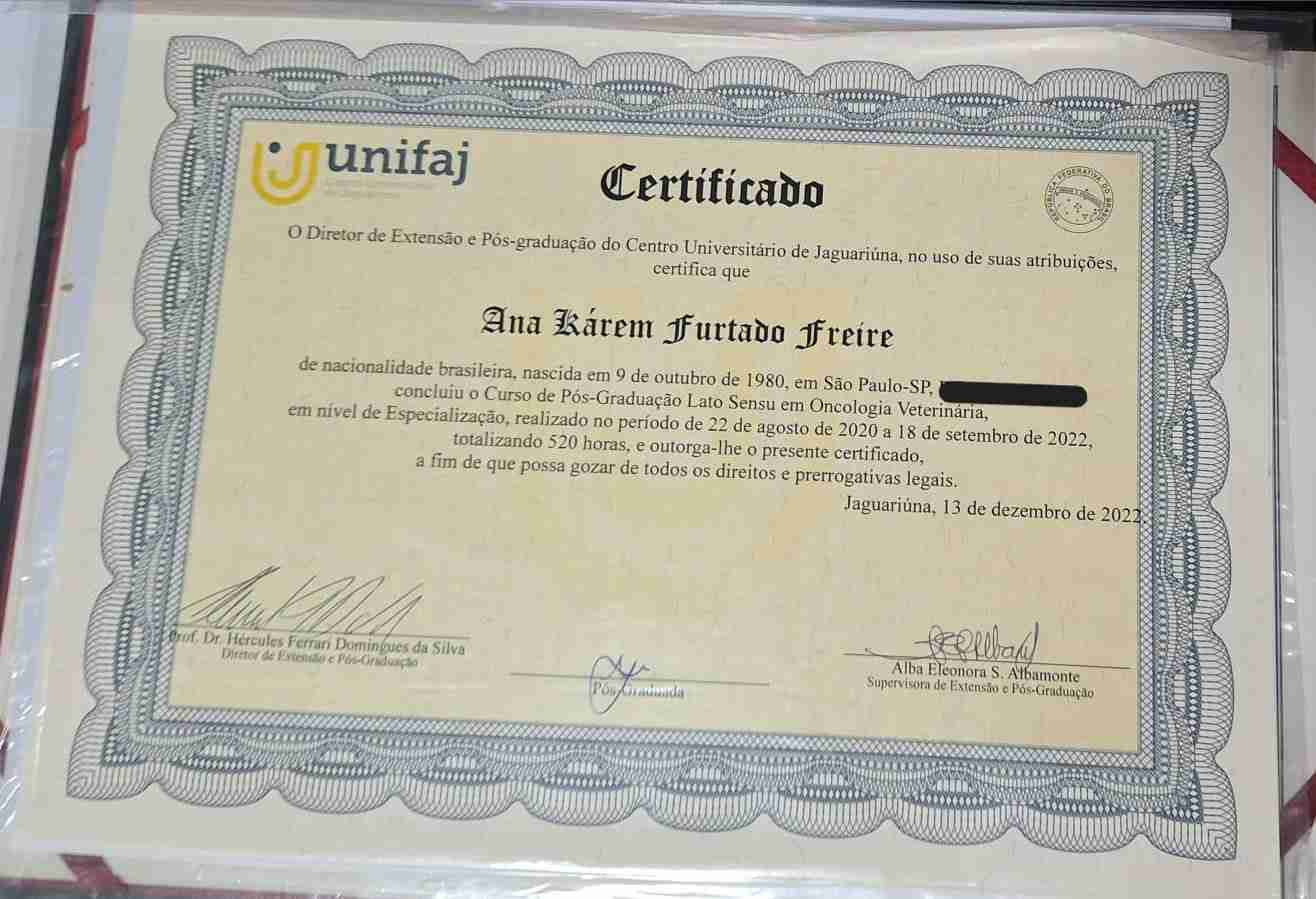 unifaj
Certificado
REPÚBLICA FEDERATIVA DO BRASIL
O Diretor de Extensão e Pós-graduação do Centro Universitário de Jaguariúna, no uso de suas atribuições,
certifica que
Ana Kárem Furtado Freire
de nacionalidade brasileira, nascida em 9 de outubro de 1980, em São Paulo-SP,
concluiu o Curso de Pós-Graduação Lato Sensu em Oncologia Veterinária,
em nível de Especialização, realizado no período de 22 de agosto de 2020 a 18 de setembro de 2022,
totalizando 520 horas, e outorga-lhe o presente certificado,
a fim de que possa gozar de todos os direitos e prerrogativas legais.
Jaguariúna, 13 de dezembro de 2022.
Prof. Dr. Hércules Ferrari Domingues da Silva
Diretor de Extensão e Pós-Graduação
Pós-Graduada
Alba Eleonora S. Albamonte
Supervisora de Extensão e Pós-Graduação